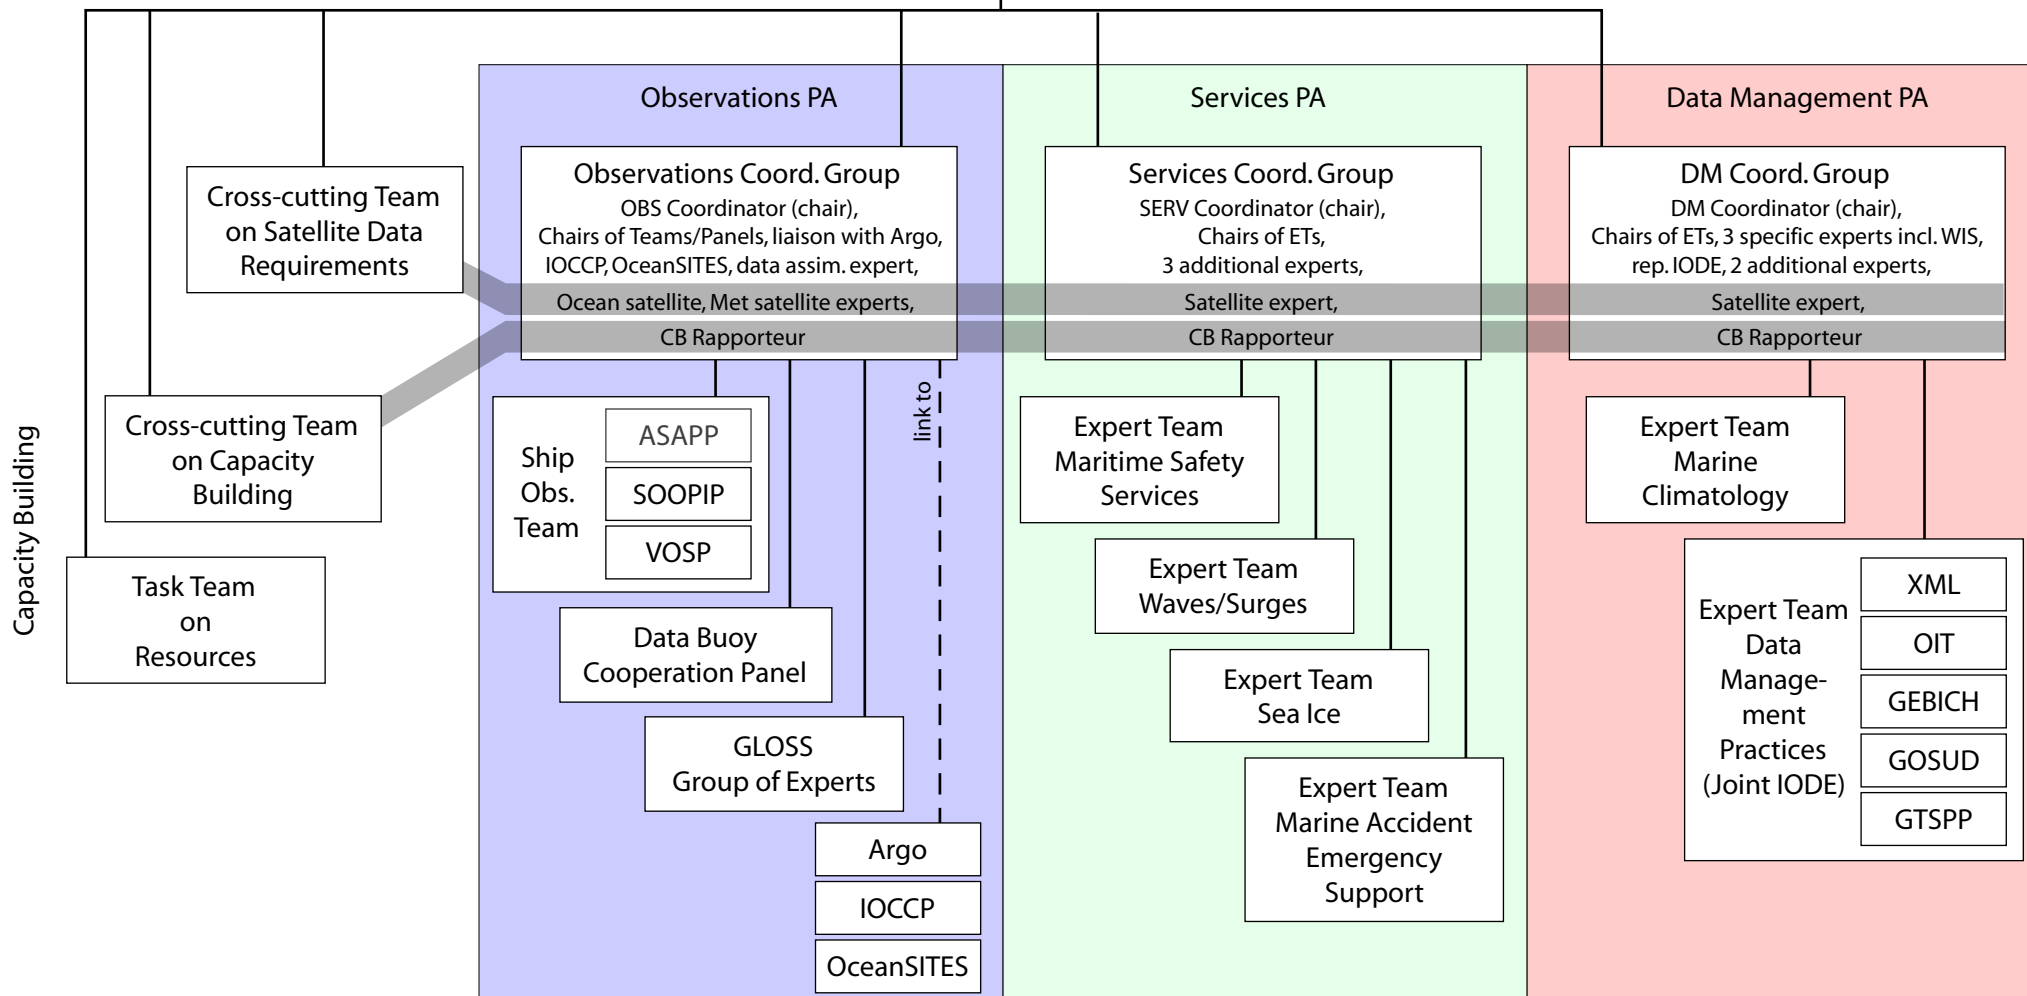 Observations PA
Services PA
Data Management PA
Cross-cutting Team
on Satellite Data
Requirements
Observations Coord. Group
OBS Coordinator (chair),
Chairs of Teams/Panels, liaison with Argo,
IOCCP, OceanSITES, data assim. expert,
Ocean satellite, Met satellite experts,
CB Rapporteur
Services Coord. Group
SERV Coordinator (chair),
Chairs of ETs,
3 additional experts,
Satellite expert,
CB Rapporteur
DM Coord. Group
DM Coordinator (chair),
Chairs of ETs, 3 specific experts incl. WIS,
rep. IODE, 2 additional experts,
Satellite expert,
CB Rapporteur
Capacity Building
Cross-cutting Team
on Capacity
Building
Task Team
on
Resources
Ship
Obs.
Team
ASAPP
SOOPIP
VOSP
link to
Data Buoy
Cooperation Panel
GLOSS
Group of Experts
Argo
IOCCP
OceanSITES
Expert Team
Maritime Safety
Services
Expert Team
Waves/Surges
Expert Team
Sea Ice
Expert Team
Marine Accident
Emergency
Support
Expert Team
Marine
Climatology
Expert Team
Data
Manage-
ment
Practices
(Joint IODE)
XML
OIT
GEBICH
GOSUD
GTSPP